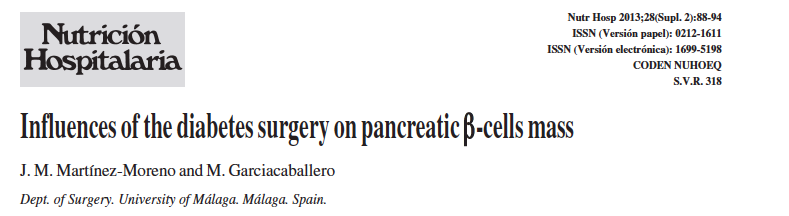 Nutrición
Hospitalaria
Nutr Hosp 2013;28(Supl. 2):88-94
ISSN (Versión papel): 0212-1611
ISSN (Versión electrónica): 1699-5198
CODEN NUHOEQ
S.V.R. 318
Influences of the diabetes surgery on pancreatic β-cells mass
J. M. Martínez-Moreno and M. Garciacaballero
Dept. of Surgery. University of Málaga. Málaga. Spain.